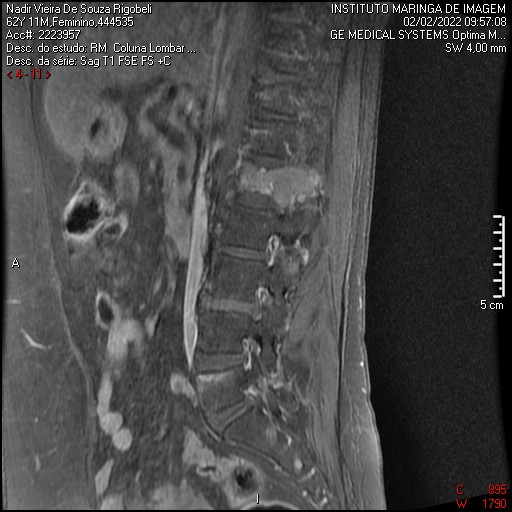 Nadir Vieira De Souza Rigobeli
62Y 11M,Feminino,444535
Acc#: 2223957
Desc. do estudo: RM Coluna Lombar ...
Desc. da série: Sag T1 FSE FS +C
< 4 -11 >
INSTITUTO MARINGA DE IMAGEM
02/02/2022 09:57:08
GE MEDICAL SYSTEMS Optima M...
SW 4,00 mm
A
5 cm
I
C 895
W 1790